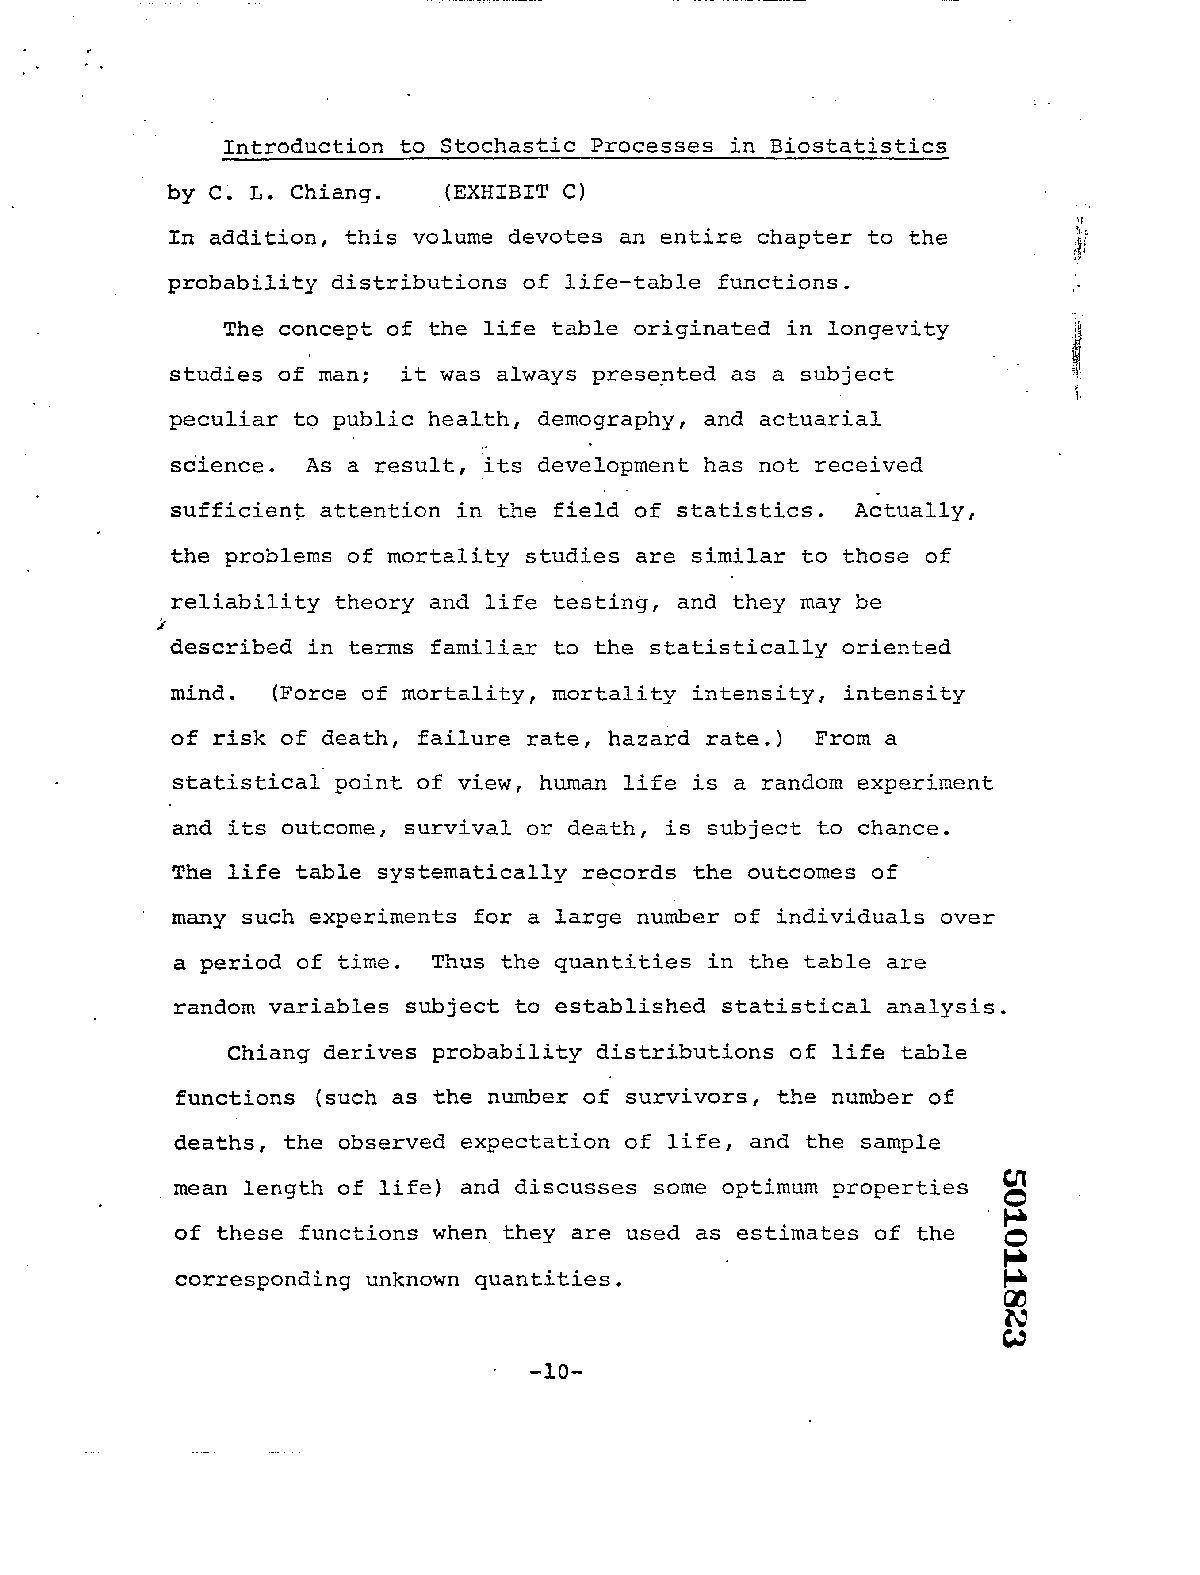 Introduction to Stochastic Processes in Biostatistics
by C. L. Chiang. (EXHIBIT C)
In addition, this volume devotes an entire chapter to the
probability distributions of life-table functions.
The concept of the life table originated in longevity
studies of man; it was always presented as a subject
peculiar to public health, demography, and actuarial
science. As a result, its development has not received
sufficient attention in the field of statistics. Actually,
the problems of mortality studies are similar to those of
reliability theory and life testing, and they may be
described in terms familiar to the statistically oriented
mind. (Force of mortality, mortality intensity, intensity
of risk of death, failure rate, hazard rate.) From a
statistical point of view, human life is a random experiment
and its outcome, survival or death, is subject to chance.
The life table systematically records the outcomes of
many such experiments for a large number of individuals over
a period of time. Thus the quantities in the table are
random variables subject to established statistical analysis.
Chiang derives probability distributions of life table
functions (such as the number of survivors, the number of
deaths, the observed expectation of life, and the sample
mean length of life) and discusses some optimum properties
of these functions when they are used as estimates of the
corresponding unknown quantities.
-10-
501011823